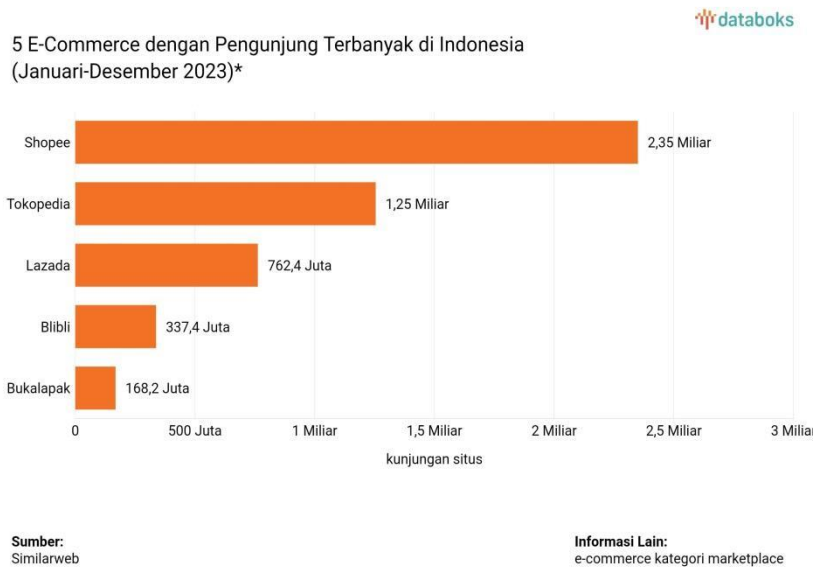 databoks
5 E-Commerce dengan Pengunjung Terbanyak di Indonesia
(Januari-Desember 2023)*
Shopee
2,35 Miliar
Tokopedia
1,25 Miliar
Lazada
762,4 Juta
Blibli
337,4 Juta
Bukalapak
168,2 Juta
0 500 Juta 1 Miliar 1,5 Miliar 2 Miliar 2,5 Miliar 3 Miliar
kunjungan situs
Sumber:
Similarweb
Informasi Lain:
e-commerce kategori marketplace